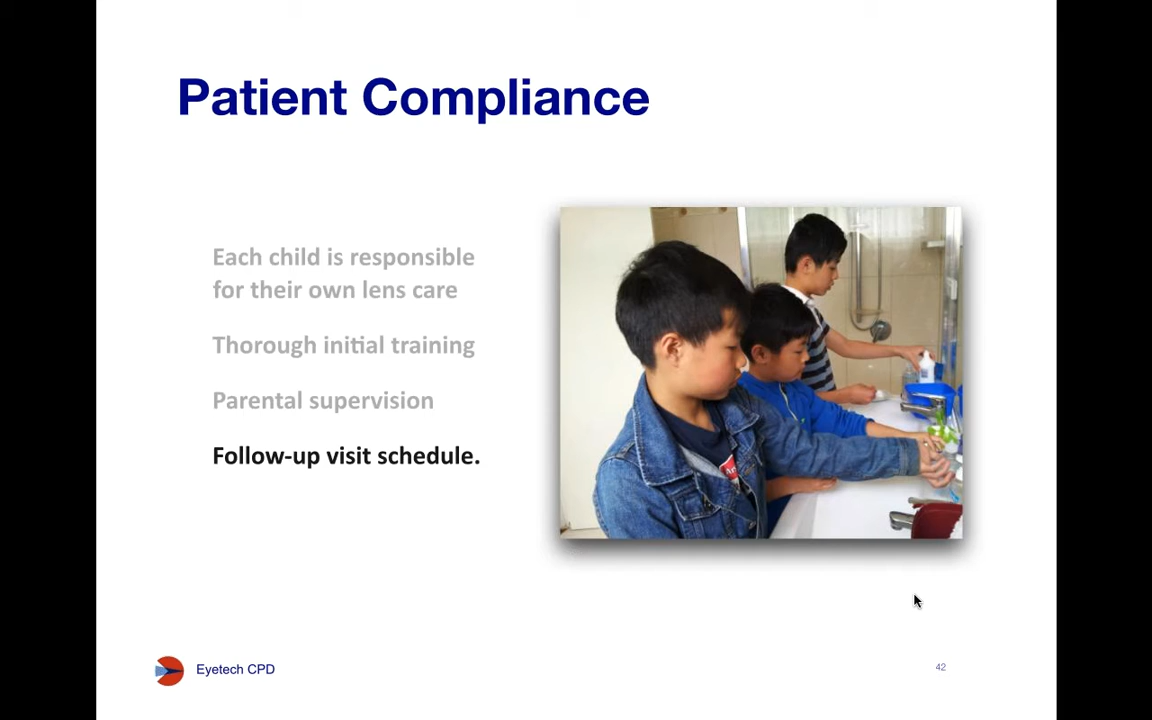 Patient Compliance
Each child is responsible
for their own lens care
Thorough initial training
Parental supervision
Follow-up visit schedule.
Eyetech CPD
42